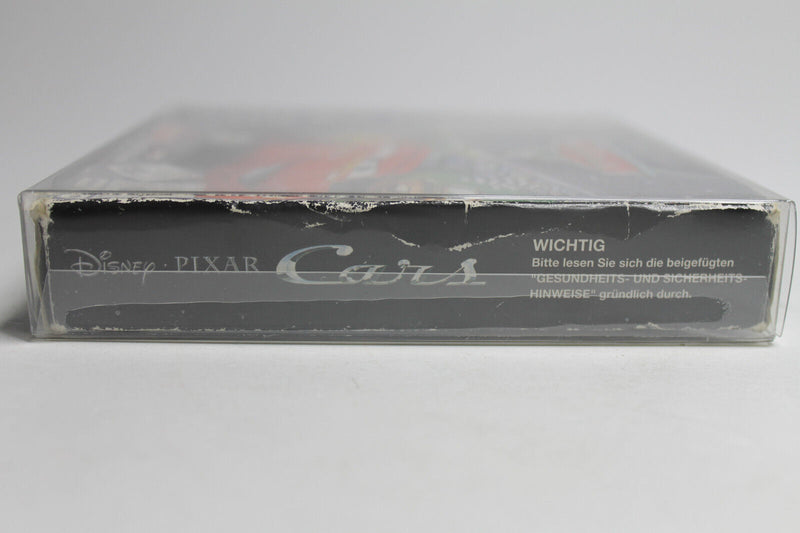 Disney · PIXAR Cars
WICHTIG
Bitte lesen Sie sich die beigefügten
"GESUNDHEITS- UND SICHERHEITS-
HINWEISE" gründlich durch.